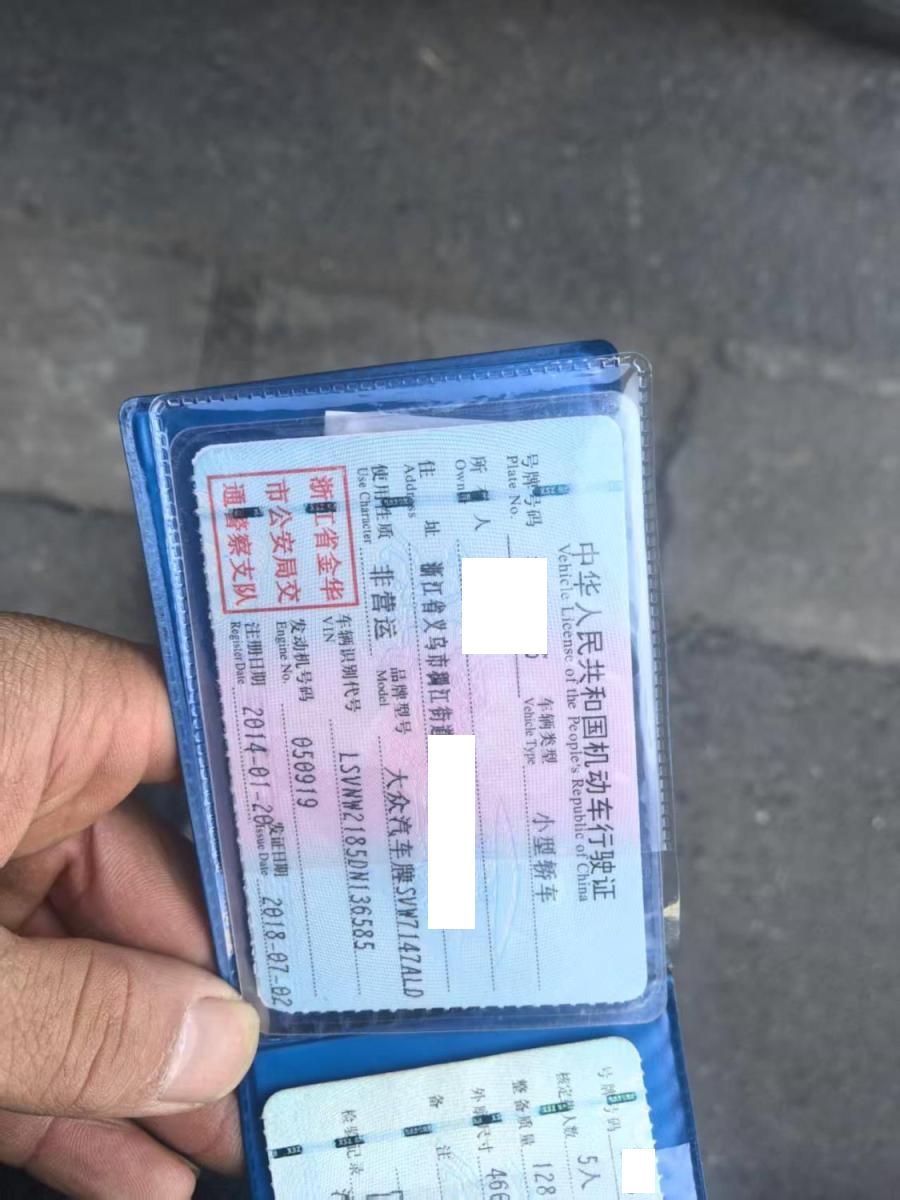 中华人民共和国机动车行驶证
Vehicle License of the People's Republic of China
号牌号码
Plate No.
车辆类型 小型轿车
Vehicle Type
所有人
Owner
住 址 浙江省义乌市稠江街道
Address
使用性质 非营运
Use Character
品牌型号 大众汽车牌SVW7147ALD
Model
浙江省金华
市公安局交
通警察支队
车辆识别代号 LSVNW2185DN136585
VIN
发动机号码 050919
Engine No.
注册日期 2014-01-20
Register Date
发证日期 2018-07-02
Issue Date
号牌号码
核定载人数 5人
整备质量 128
外廓尺寸 466
备 注
检验记录